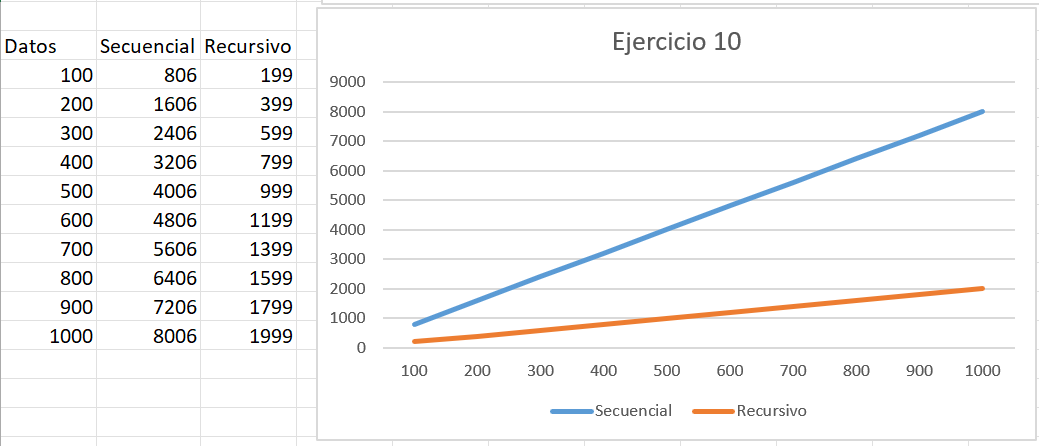 Datos Secuencial Recursivo
100 806 199
200 1606 399
300 2406 599
400 3206 799
500 4006 999
600 4806 1199
700 5606 1399
800 6406 1599
900 7206 1799
1000 8006 1999
Ejercicio 10
9000
8000
7000
6000
5000
4000
3000
2000
1000
0
100 200 300 400 500 600 700 800 900 1000
Secuencial Recursivo